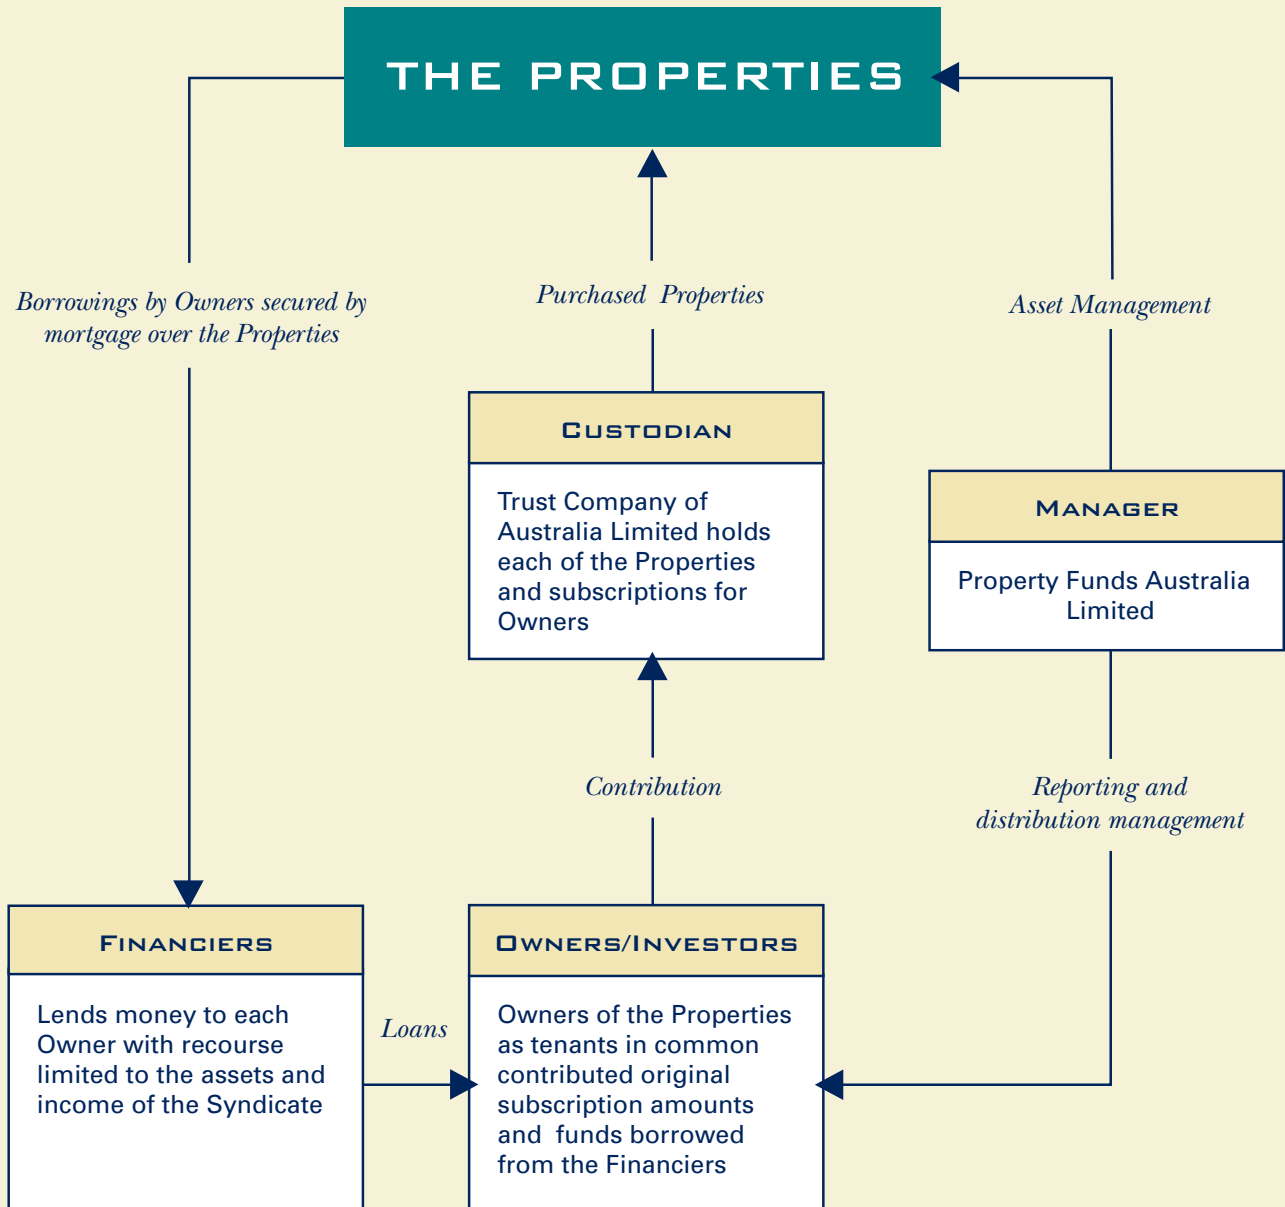 THE PROPERTIES
Borrowings by Owners secured by
mortgage over the Properties
Purchased Properties
Asset Management
CUSTODIAN
Trust Company of
Australia Limited holds
each of the Properties
and subscriptions for
Owners
MANAGER
Property Funds Australia
Limited
Contribution
Reporting and
distribution management
FINANCIERS
Lends money to each
Owner with recourse
limited to the assets and
income of the Syndicate
Loans
OWNERS/INVESTORS
Owners of the Properties
as tenants in common
contributed original
subscription amounts
and funds borrowed
from the Financiers